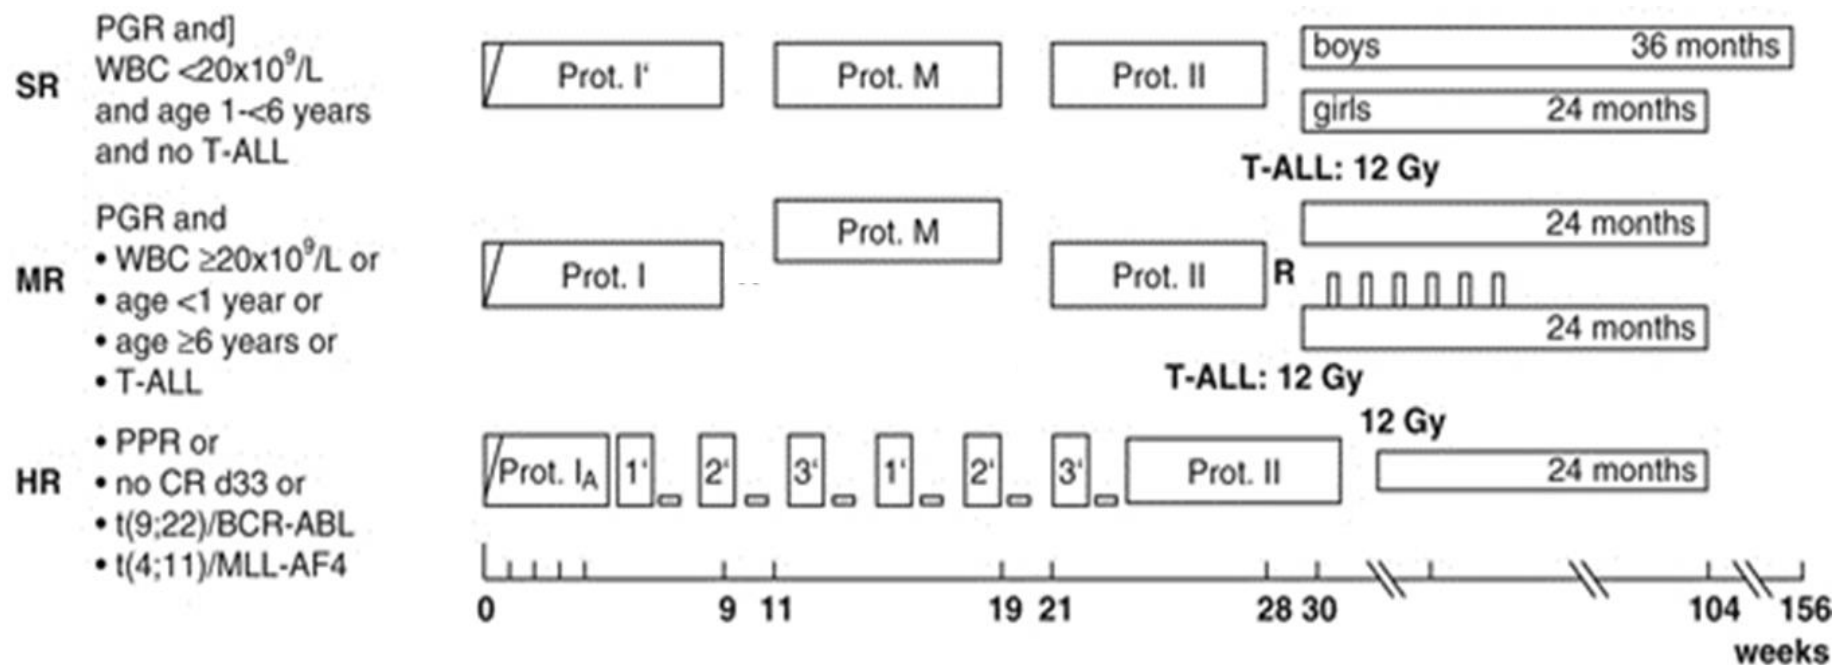 PGR and]
WBC <20x10⁹/L
SR
and age 1-<6 years
and no T-ALL
Prot. I‘
Prot. M
Prot. II
boys 36 months
girls 24 months
T-ALL: 12 Gy
PGR and
• WBC ≥20x10⁹/L or
MR
• age <1 year or
• age ≥6 years or
• T-ALL
Prot. I
Prot. M
Prot. II
R
24 months
24 months
T-ALL: 12 Gy
12 Gy
• PPR or
HR
• no CR d33 or
• t(9;22)/BCR-ABL
• t(4;11)/MLL-AF4
Prot. IA 1‘ 2‘ 3‘ 1‘ 2‘ 3‘ Prot. II 24 months
0 9 11 19 21 28 30 104 156
weeks